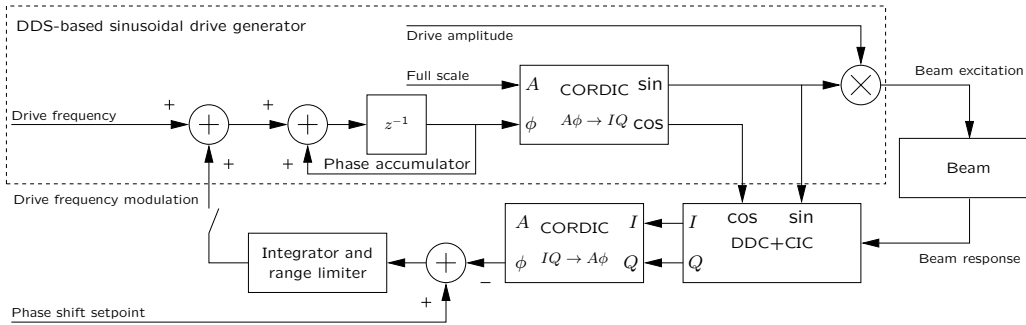 DDS-based sinusoidal drive generator
Drive amplitude
Full scale
A CORDIC sin
Aϕ → IQ
ϕ cos
Beam excitation
Drive frequency
+
+
+
+
z⁻¹
+
+
Phase accumulator
×
Beam
Drive frequency modulation
Integrator and
range limiter
+
+
−
A CORDIC I
ϕ IQ → Aϕ Q
cos sin
I DDC+CIC
Q
Beam response
Phase shift setpoint